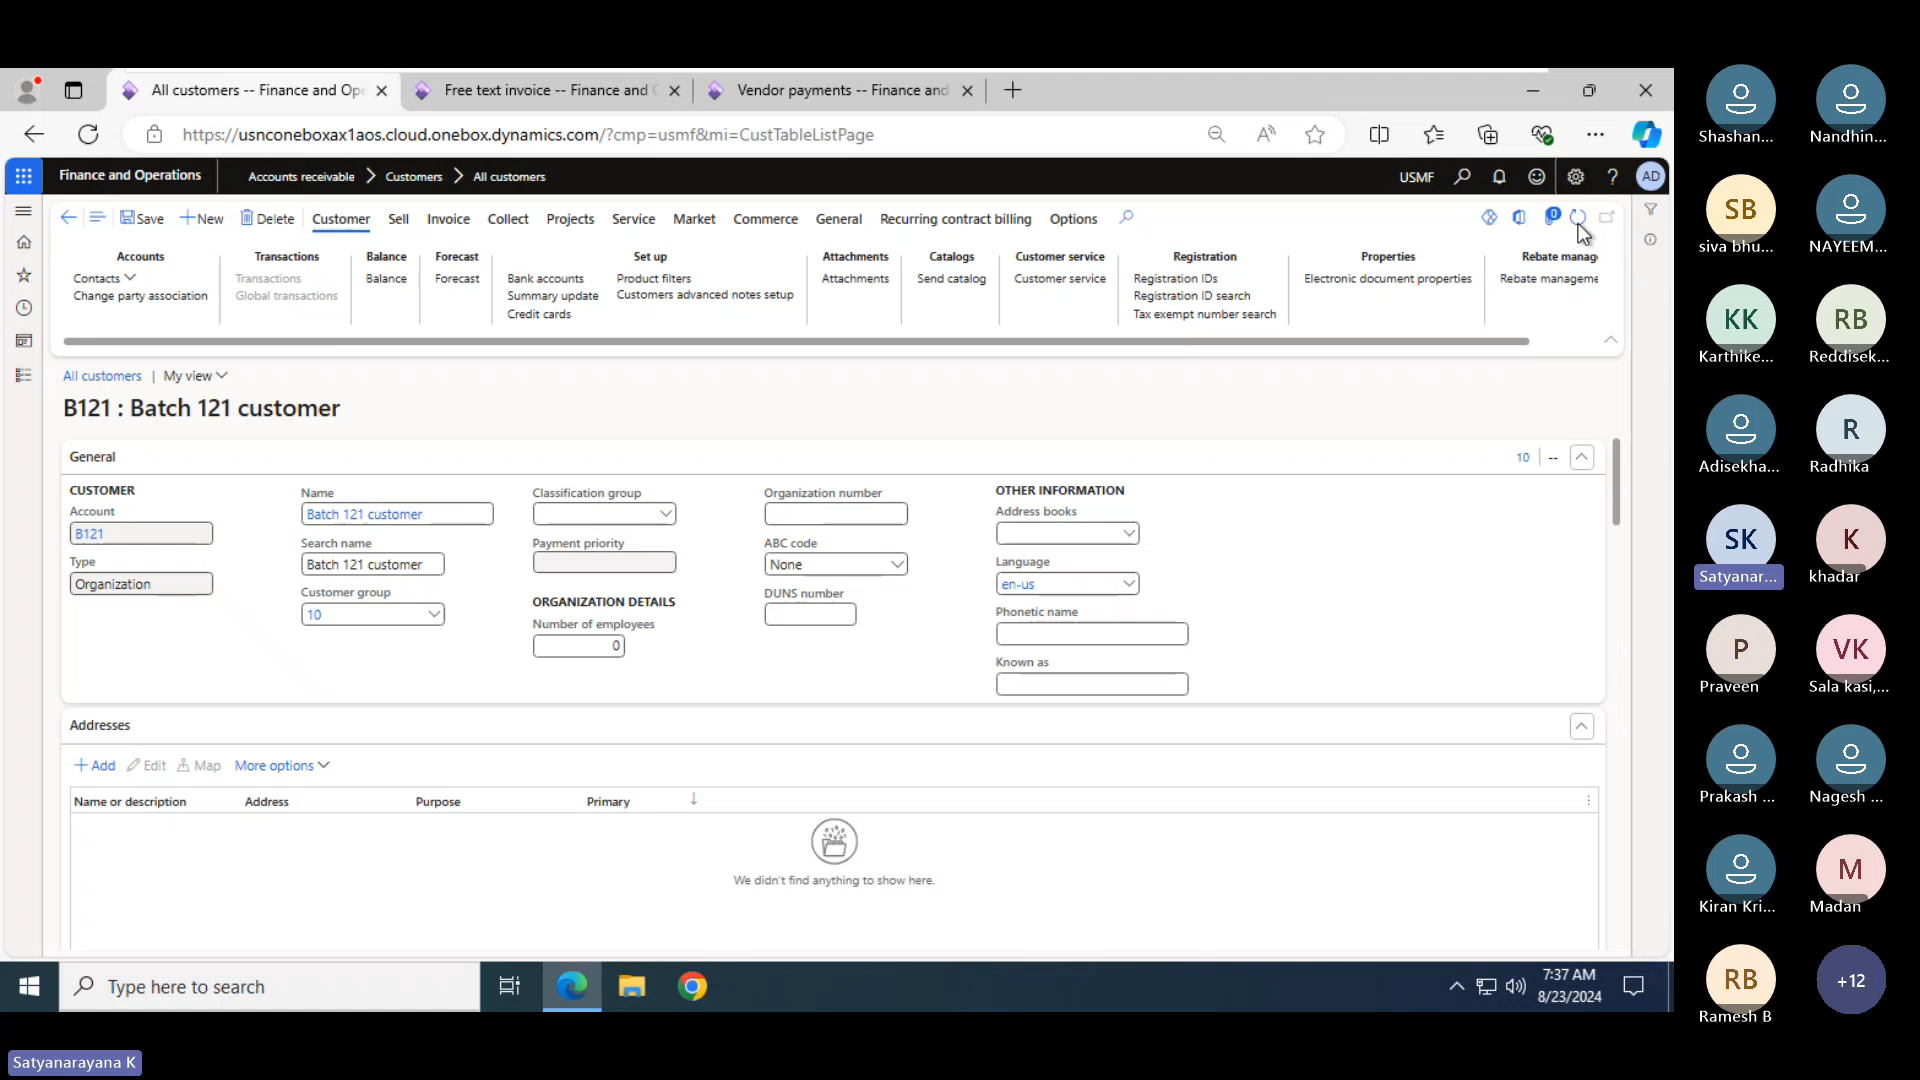 All customers -- Finance and Ope
Free text invoice -- Finance and O
Vendor payments -- Finance and
https://usnconeboxax1aos.cloud.onebox.dynamics.com/?cmp=usmf&mi=CustTableListPage
Finance and Operations
Accounts receivable > Customers > All customers
USMF
AD
Save
New
Delete
Customer
Sell
Invoice
Collect
Projects
Service
Market
Commerce
General
Recurring contract billing
Options
0
Accounts
Contacts
Change party association
Transactions
Transactions
Global transactions
Balance
Balance
Forecast
Forecast
Set up
Bank accounts
Summary update
Credit cards
Product filters
Customers advanced notes setup
Attachments
Attachments
Catalogs
Send catalog
Customer service
Customer service
Registration
Registration IDs
Registration ID search
Tax exempt number search
Properties
Electronic document properties
Rebate manag
Rebate manageme
All customers | My view
B121 : Batch 121 customer
General
10
--
CUSTOMER
Account
B121
Type
Organization
Name
Batch 121 customer
Search name
Batch 121 customer
Customer group
10
Classification group
Payment priority
ORGANIZATION DETAILS
Number of employees
0
Organization number
ABC code
None
DUNS number
OTHER INFORMATION
Address books
Language
en-us
Phonetic name
Known as
Addresses
Add
Edit
Map
More options
Name or description
Address
Purpose
Primary
We didn't find anything to show here.
Type here to search
7:37 AM
8/23/2024
Satyanarayana K
Shashan...
Nandhin...
SB
siva bhu...
NAYEEM...
KK
Karthike...
RB
Reddisek...
Adisekha...
R
Radhika
SK
Satyanar...
K
khadar
P
Praveen
VK
Sala kasi,...
Prakash ...
Nagesh ...
Kiran Kri...
M
Madan
RB
Ramesh B
+12